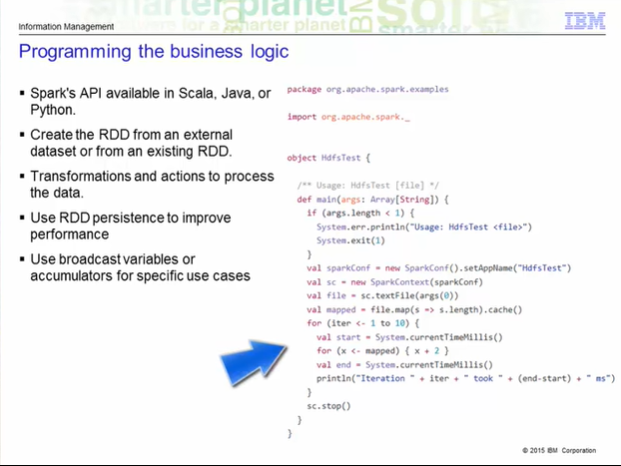 Information Management
IBM
Programming the business logic
▪ Spark's API available in Scala, Java, or
Python.
▪ Create the RDD from an external
dataset or from an existing RDD.
▪ Transformations and actions to process
the data.
▪ Use RDD persistence to improve
performance
▪ Use broadcast variables or
accumulators for specific use cases
package org.apache.spark.examples
import org.apache.spark._
object HdfsTest {
/** Usage: HdfsTest [file] */
def main(args: Array[String]) {
if (args.length < 1) {
System.err.println("Usage: HdfsTest <file>")
System.exit(1)
}
val sparkConf = new SparkConf().setAppName("HdfsTest")
val sc = new SparkContext(sparkConf)
val file = sc.textFile(args(0))
val mapped = file.map(s => s.length).cache()
for (iter <- 1 to 10) {
val start = System.currentTimeMillis()
for (x <- mapped) { x + 2 }
val end = System.currentTimeMillis()
println("Iteration " + iter + " took " + (end-start) + " ms")
}
sc.stop()
}
}
© 2015 IBM Corporation